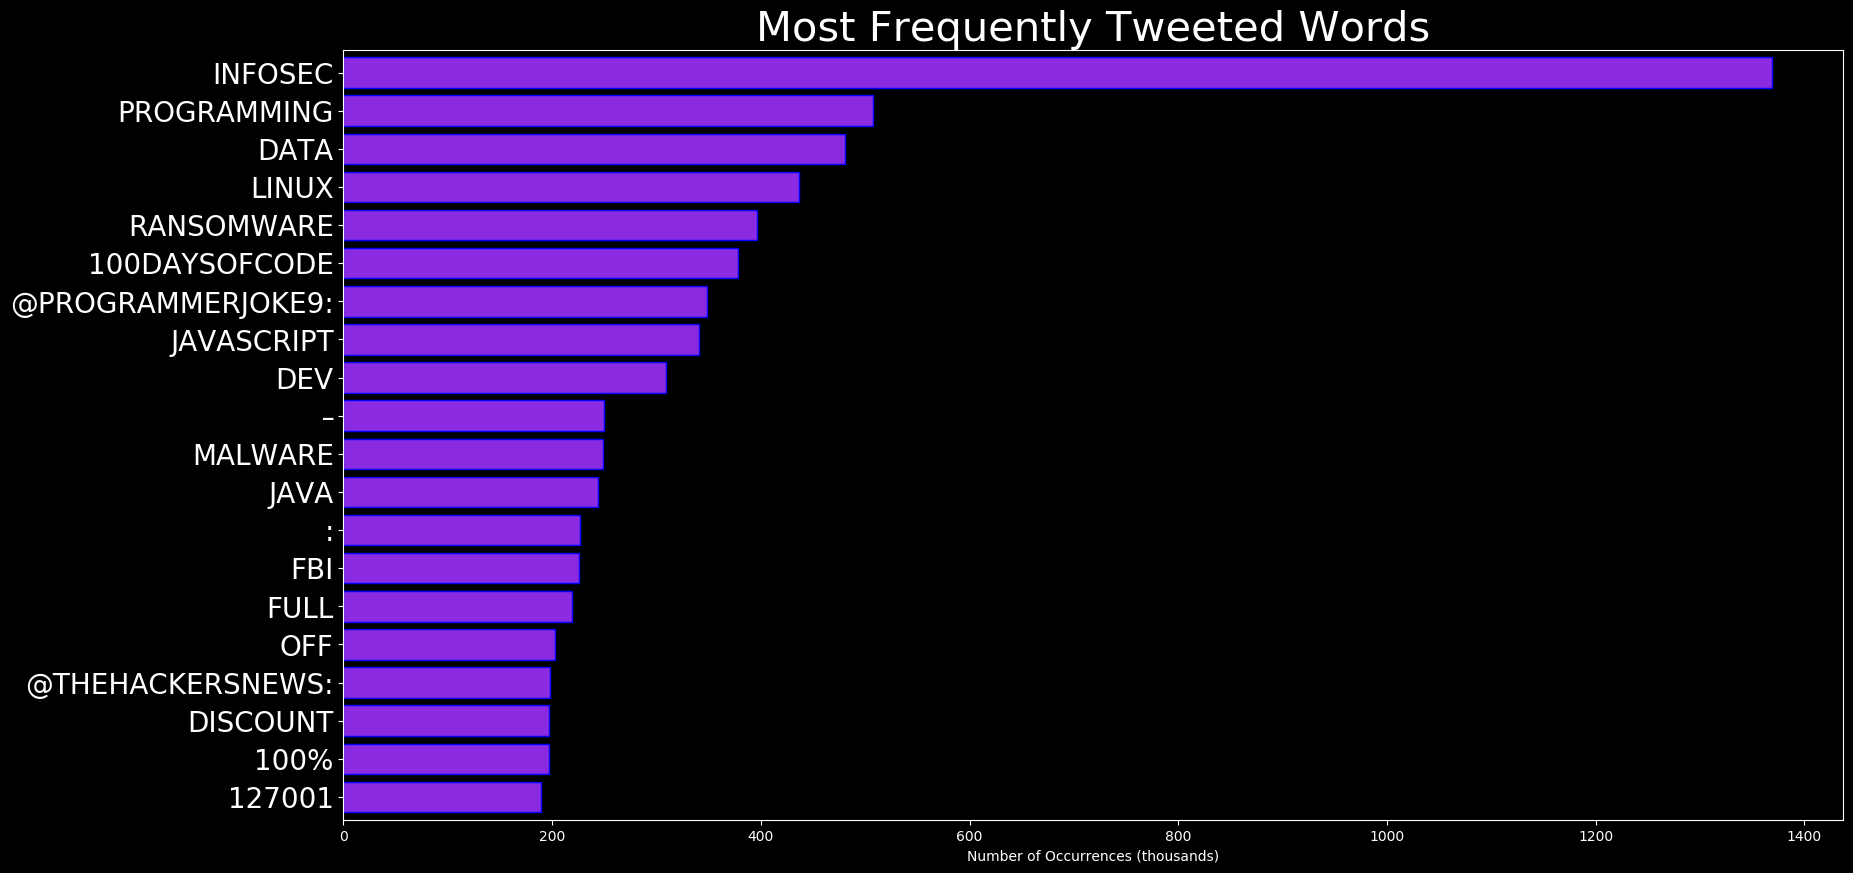 Most Frequently Tweeted Words
INFOSEC
PROGRAMMING
DATA
LINUX
RANSOMWARE
100DAYSOFCODE
@PROGRAMMERJOKE9:
JAVASCRIPT
DEV
–
MALWARE
JAVA
:
FBI
FULL
OFF
@THEHACKERSNEWS:
DISCOUNT
100%
127001
0 200 400 600 800 1000 1200 1400
Number of Occurrences (thousands)